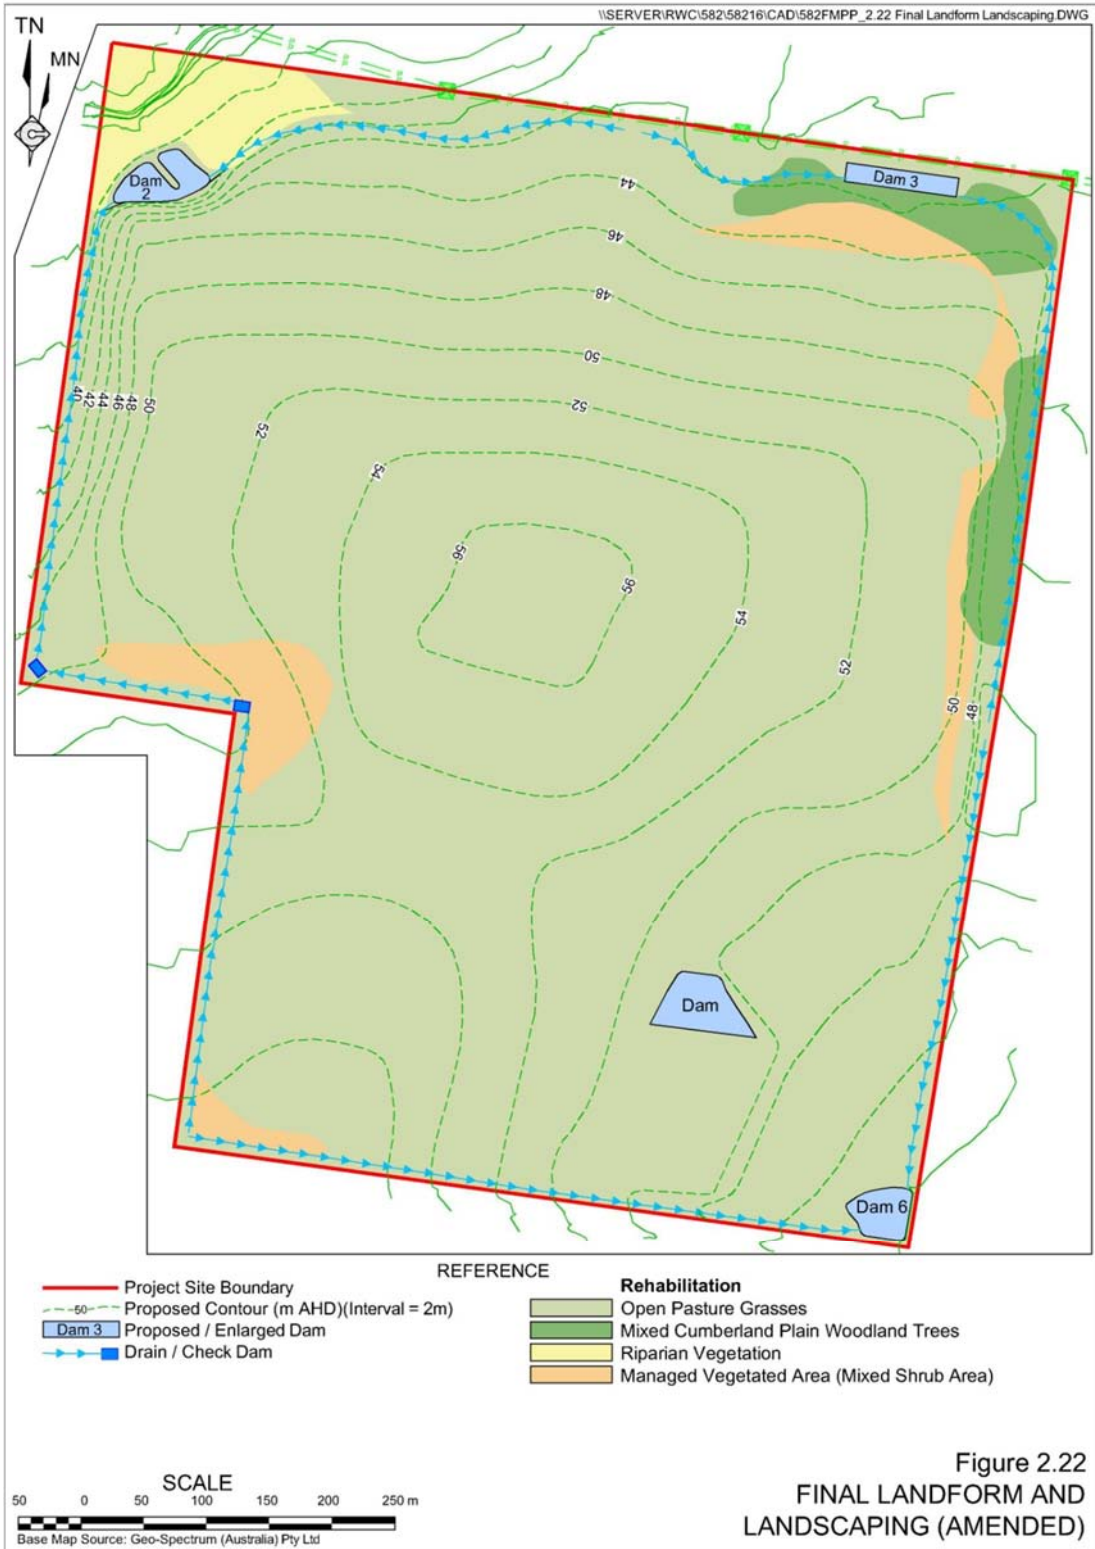 \\SERVER\RWC\582\58216\CAD\582FMPP_2.22 Final Landform Landscaping.DWG
TN
MN
Dam
2
Dam 3
44
46
48
50
52
40
42
44
46
48
50
52
54
56
56
54
52
50
48
Dam
Dam 6
REFERENCE
Project Site Boundary
50 Proposed Contour (m AHD)(Interval = 2m)
Dam 3 Proposed / Enlarged Dam
Drain / Check Dam
Rehabilitation
Open Pasture Grasses
Mixed Cumberland Plain Woodland Trees
Riparian Vegetation
Managed Vegetated Area (Mixed Shrub Area)
SCALE
50 0 50 100 150 200 250 m
Base Map Source: Geo-Spectrum (Australia) Pty Ltd
Figure 2.22
FINAL LANDFORM AND
LANDSCAPING (AMENDED)